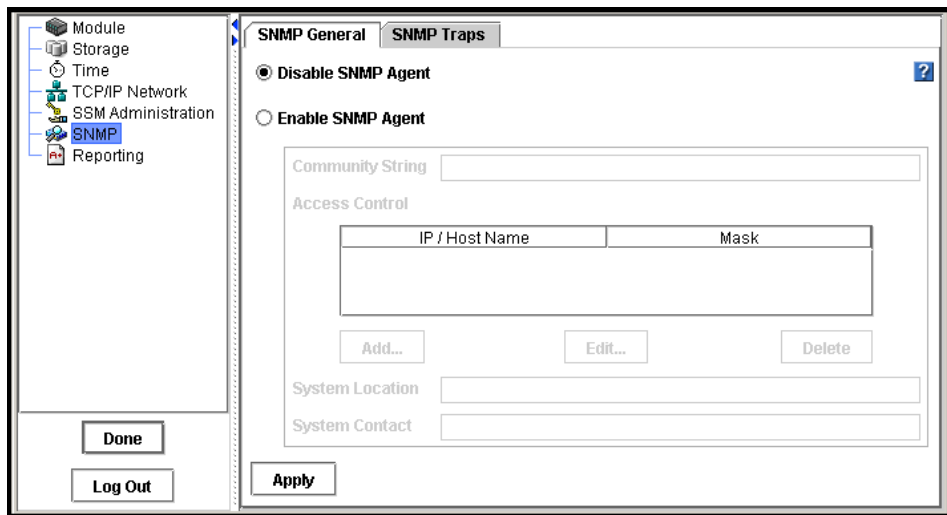 Module
Storage
Time
TCP/IP Network
SSM Administration
SNMP
Reporting
Done
Log Out
SNMP General
SNMP Traps
Disable SNMP Agent
?
Enable SNMP Agent
Community String
Access Control
IP / Host Name
Mask
Add...
Edit...
Delete
System Location
System Contact
Apply